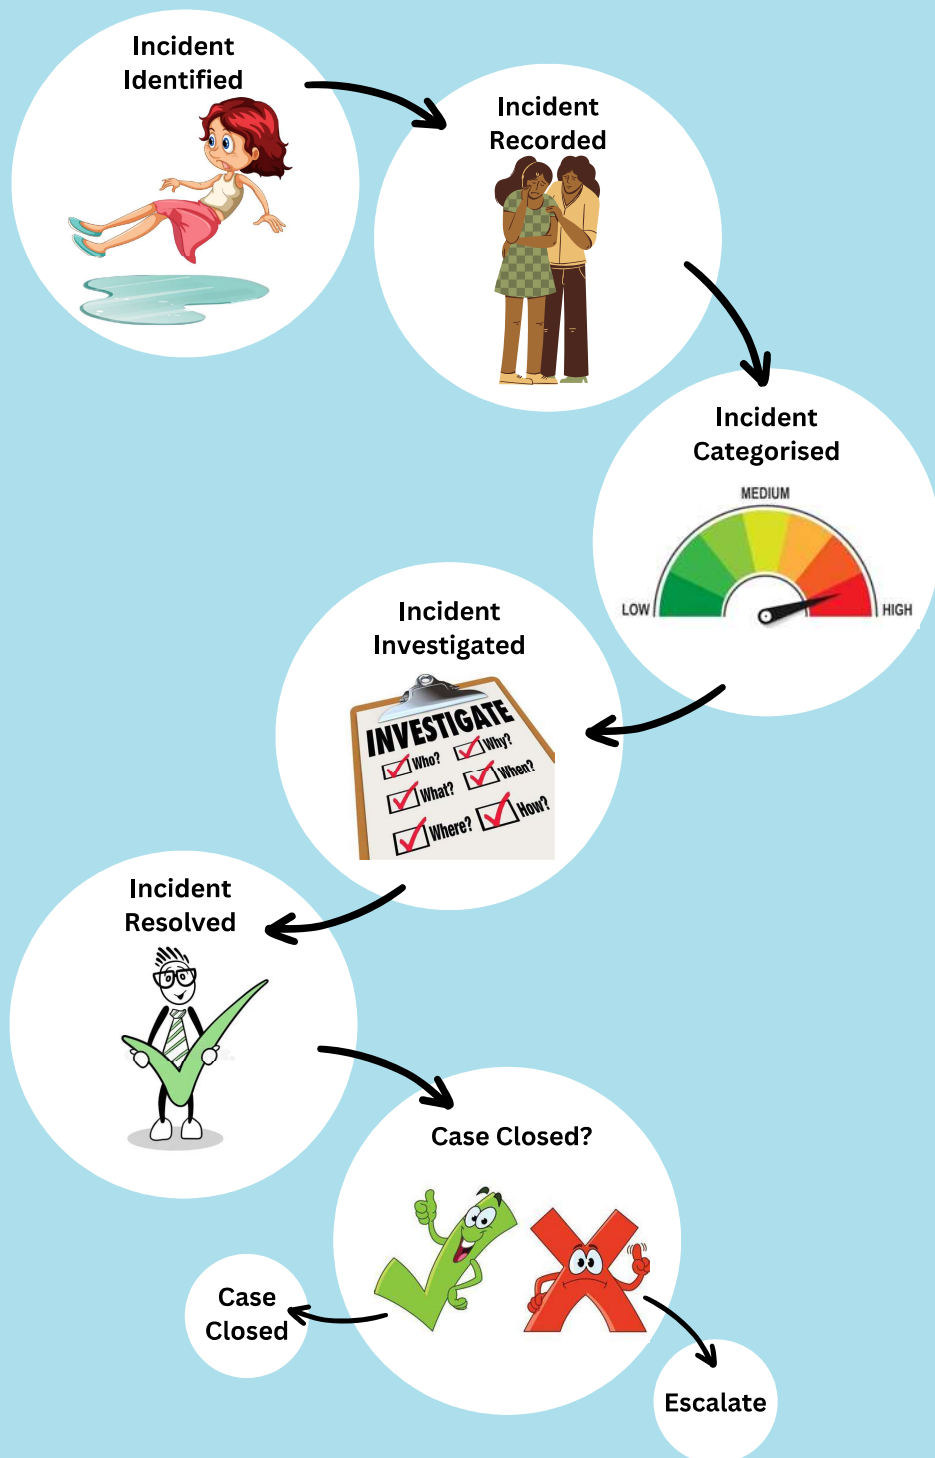 Incident
Identified
Incident
Recorded
Incident
Categorised
MEDIUM
LOW
HIGH
Incident
Investigated
INVESTIGATE
Who? Why?
What? When?
Where? How?
Incident
Resolved
Case Closed?
Case
Closed
Escalate